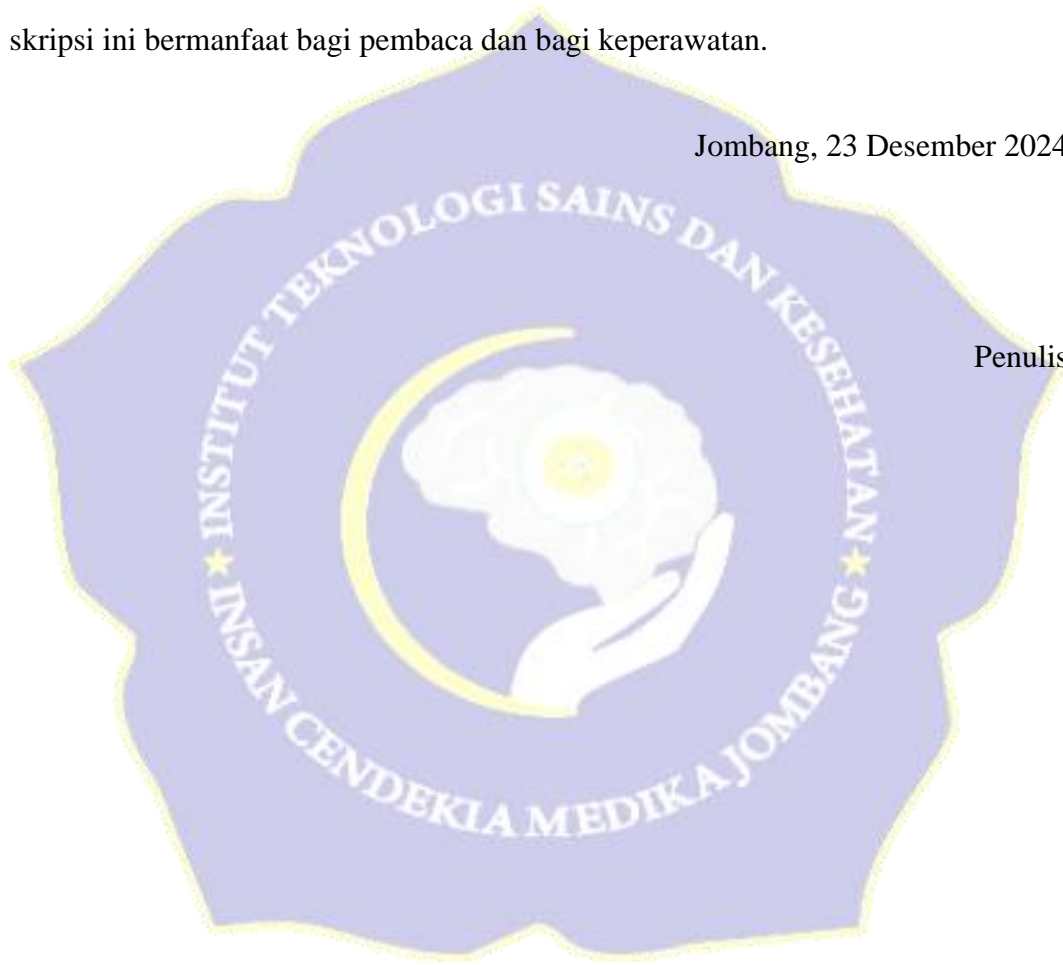 skripsi ini bermanfaat bagi pembaca dan bagi keperawatan.
Jombang, 23 Desember 2024
Penulis
INSTITUT TEKNOLOGI SAINS DAN KESEHATAN
★ INSAN CENDEKIA MEDIKA JOMBANG ★